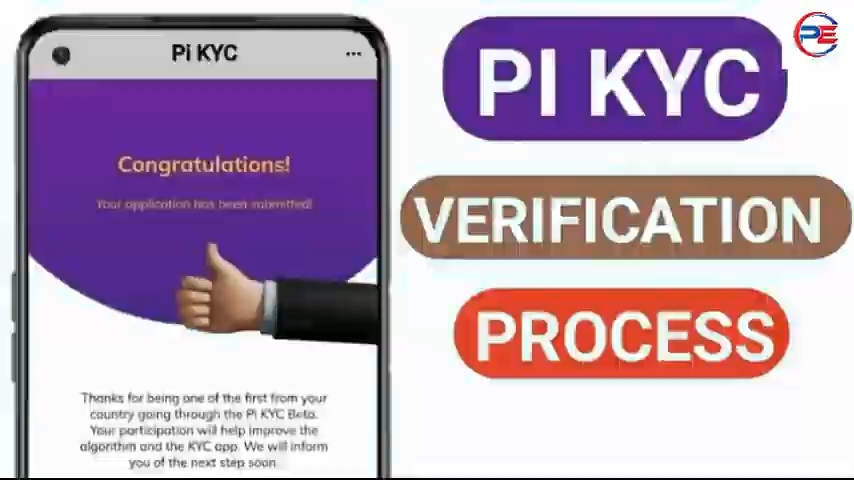 Pi KYC
Congratulations!
Your application has been submitted!
Thanks for being one of the first from your
country going through the Pi KYC Beta.
Your participation will help improve the
algorithm and the KYC app. We will inform
you of the next step soon.
PI KYC
VERIFICATION
PROCESS
PE